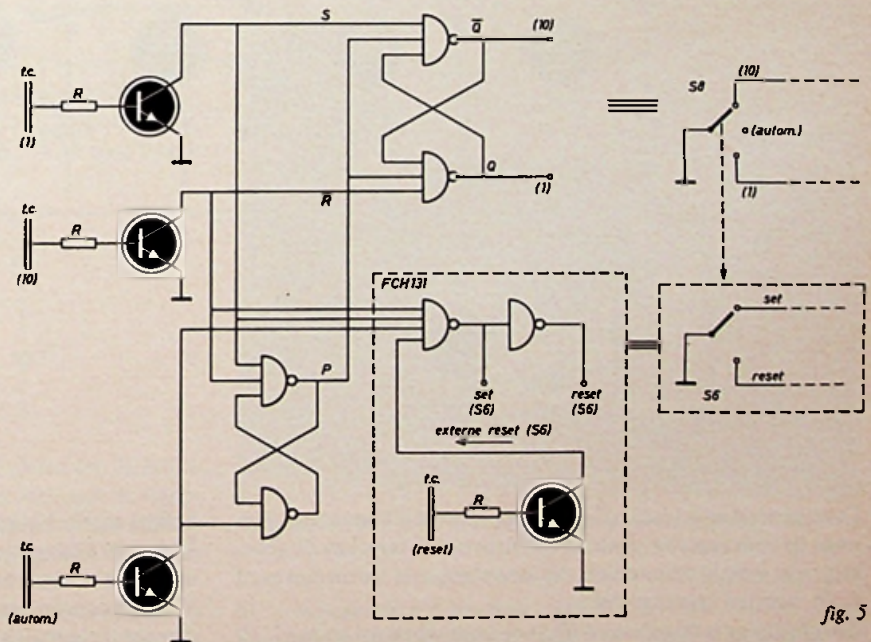 S
Q̅
(10)
t.c.
R
(1)
S8
(10)
(autom.)
(1)
Q
(1)
R̅
t.c.
R
(10)
FCH131
P
set
(S6)
reset
(S6)
externe reset (S6)
t.c.
R
(reset)
set
reset
S6
t.c.
R
(autom.)
fig. 5